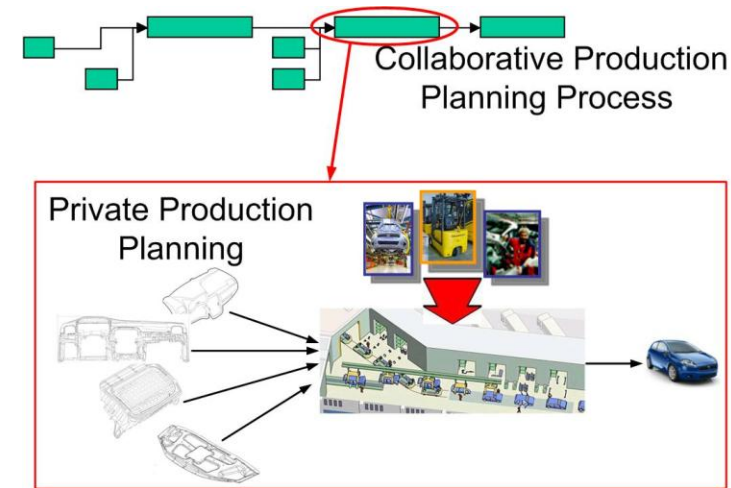 Collaborative Production
Planning Process
Private Production
Planning